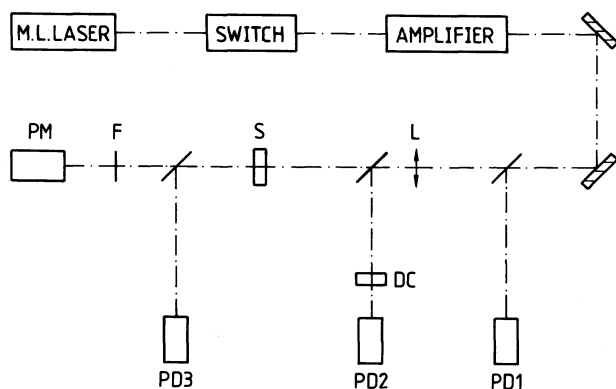 M.L.LASER
SWITCH
AMPLIFIER
PM
F
S
L
DC
PD3
PD2
PD1